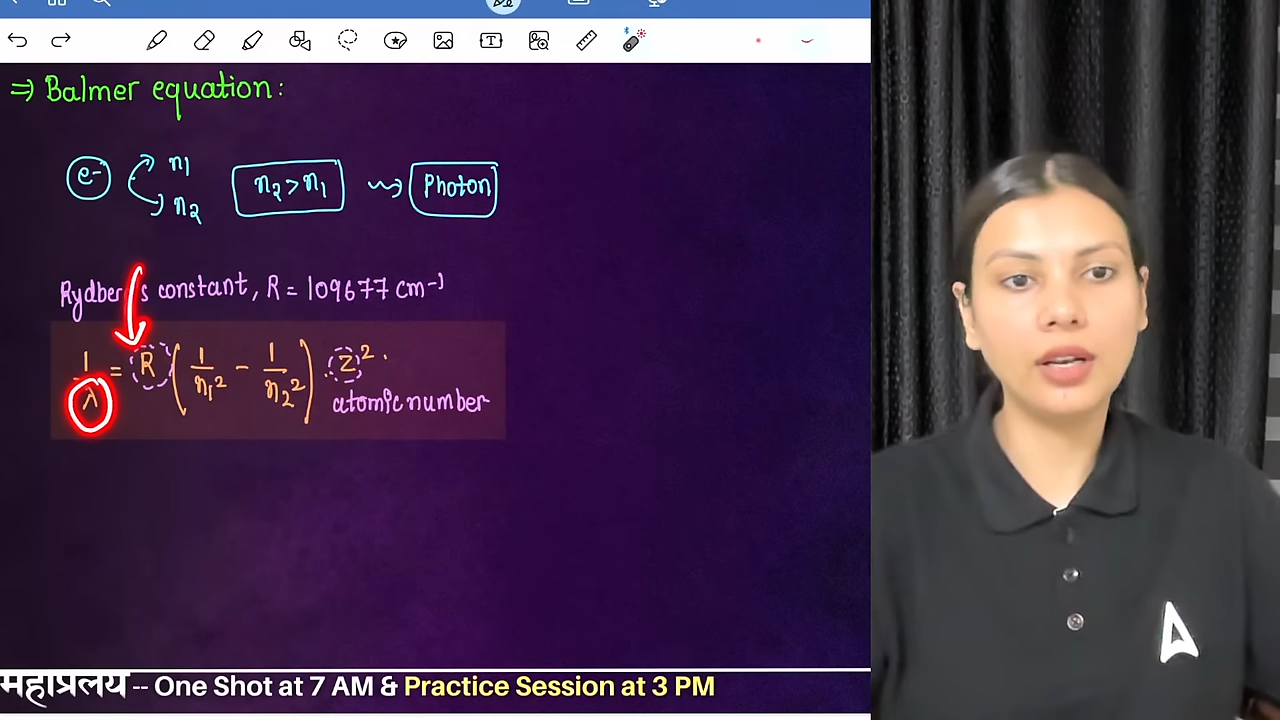 ⇒ Balmer equation:
e- n1 n2 n2>n1 Photon
Rydberg's constant, R = 109677 cm-1
1/λ = R (1/n1² - 1/n2²) . Z².
atomic number
महाप्रलय -- One Shot at 7 AM & Practice Session at 3 PM